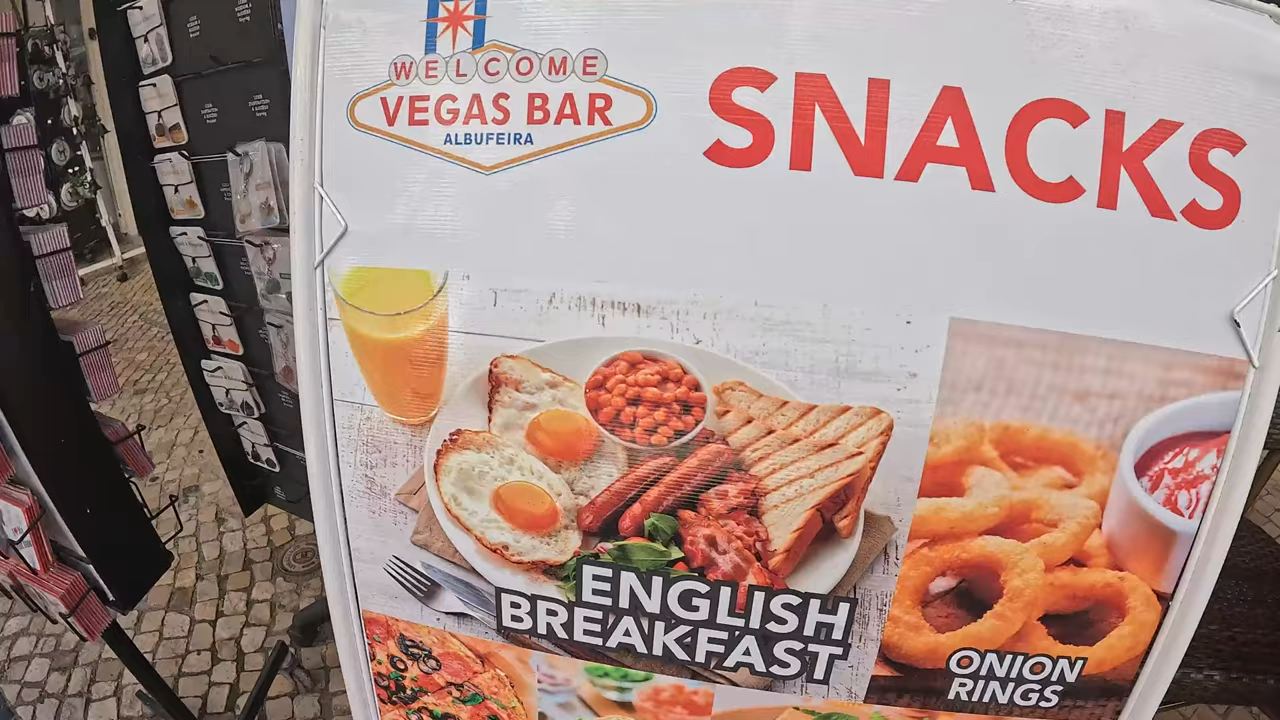 WELCOME
VEGAS BAR
ALBUFEIRA
SNACKS
ENGLISH
BREAKFAST
ONION
RINGS